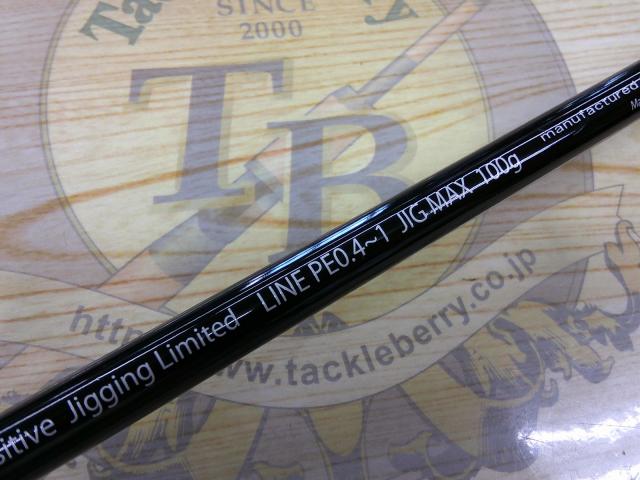 SINCE
2000
TB
http
www.tackleberry.co.jp
sitive Jigging Limited LINE PE0.4~1 JIG MAX 100g manufactured
Ma